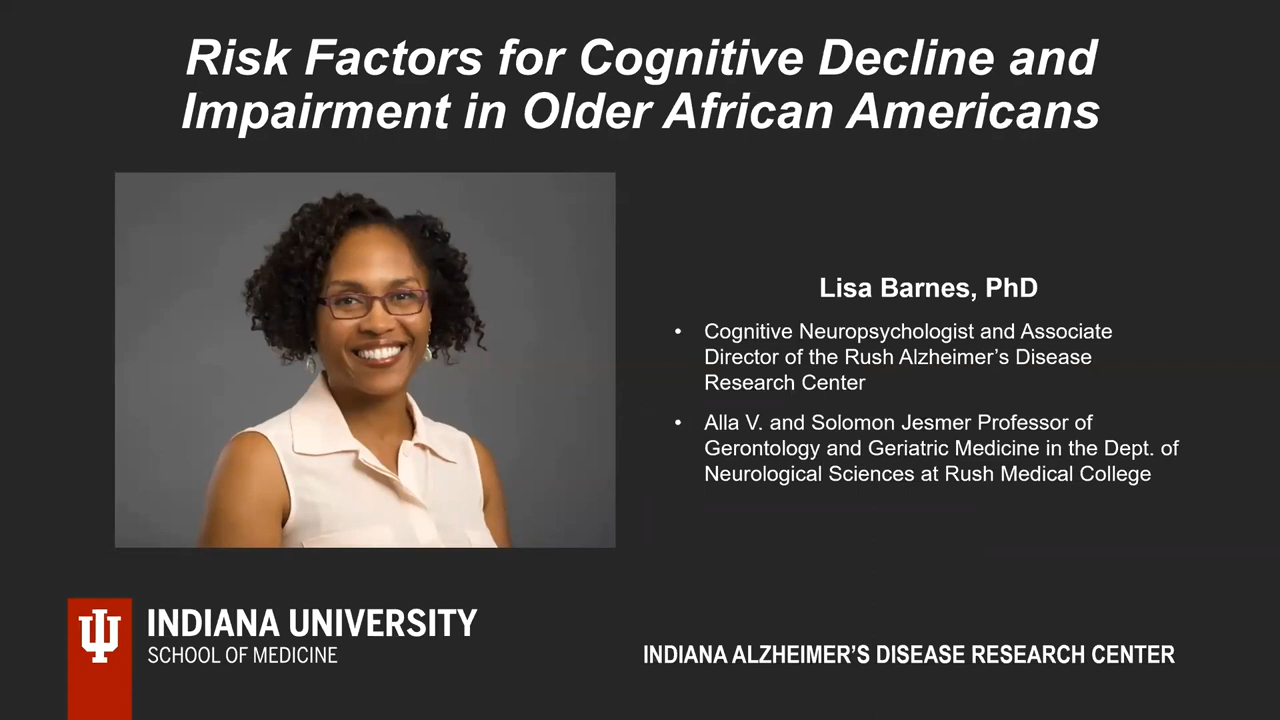 Risk Factors for Cognitive Decline and
Impairment in Older African Americans
Lisa Barnes, PhD
• Cognitive Neuropsychologist and Associate
Director of the Rush Alzheimer’s Disease
Research Center
• Alla V. and Solomon Jesmer Professor of
Gerontology and Geriatric Medicine in the Dept. of
Neurological Sciences at Rush Medical College
INDIANA UNIVERSITY
SCHOOL OF MEDICINE
INDIANA ALZHEIMER’S DISEASE RESEARCH CENTER